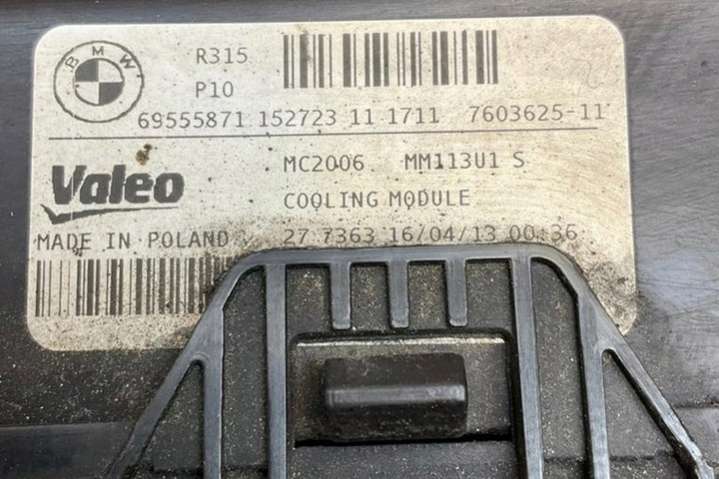 BMW
R315
P10
69555871 152723 11 1711 7603625-11
Valeo
MC2006 MM113U1 S
COOLING MODULE
MADE IN POLAND
27 7363 16/04/13 00:36